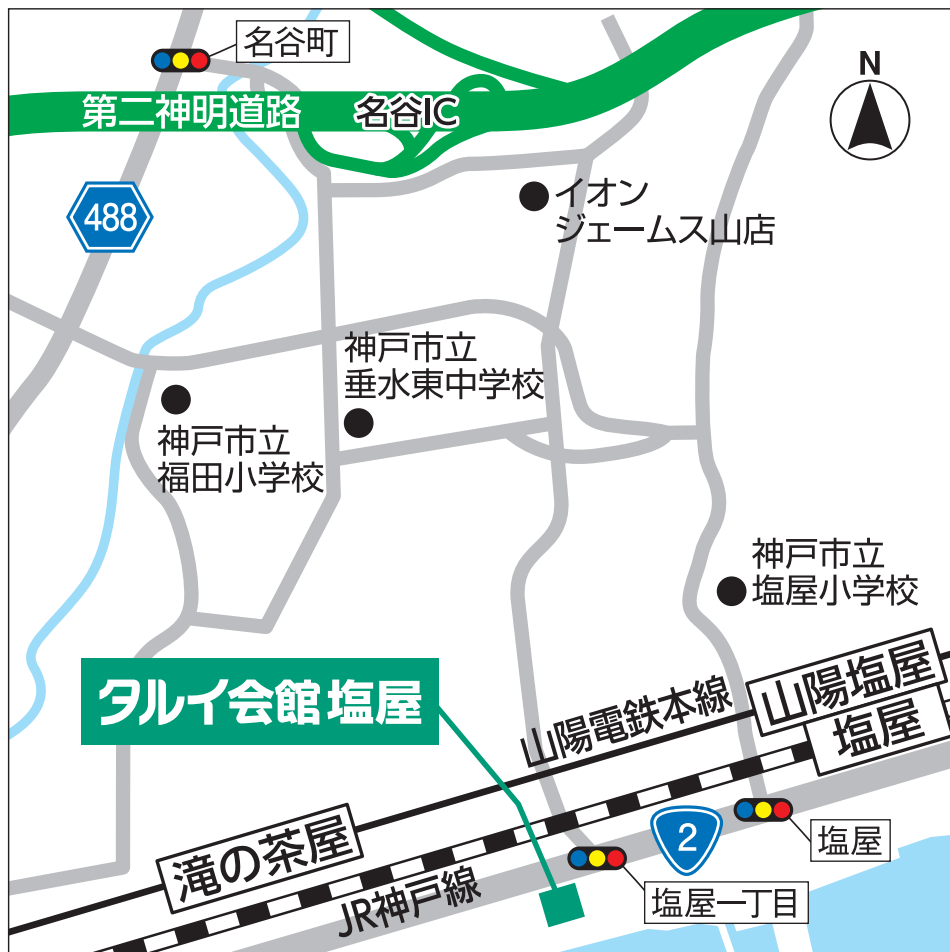 名谷町
N
第二神明道路
名谷IC
488
イオン
ジェームス山店
神戸市立
垂水東中学校
神戸市立
福田小学校
神戸市立
塩屋小学校
タルイ会館 塩屋
山陽電鉄本線
山陽塩屋
塩屋
滝の茶屋
JR神戸線
2
塩屋
塩屋一丁目